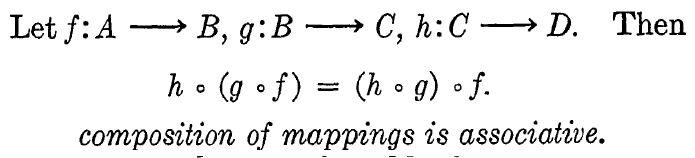 Let f: A ⟶ B, g: B ⟶ C, h: C ⟶ D. Then
h ∘ (g ∘ f) = (h ∘ g) ∘ f.
composition of mappings is associative.